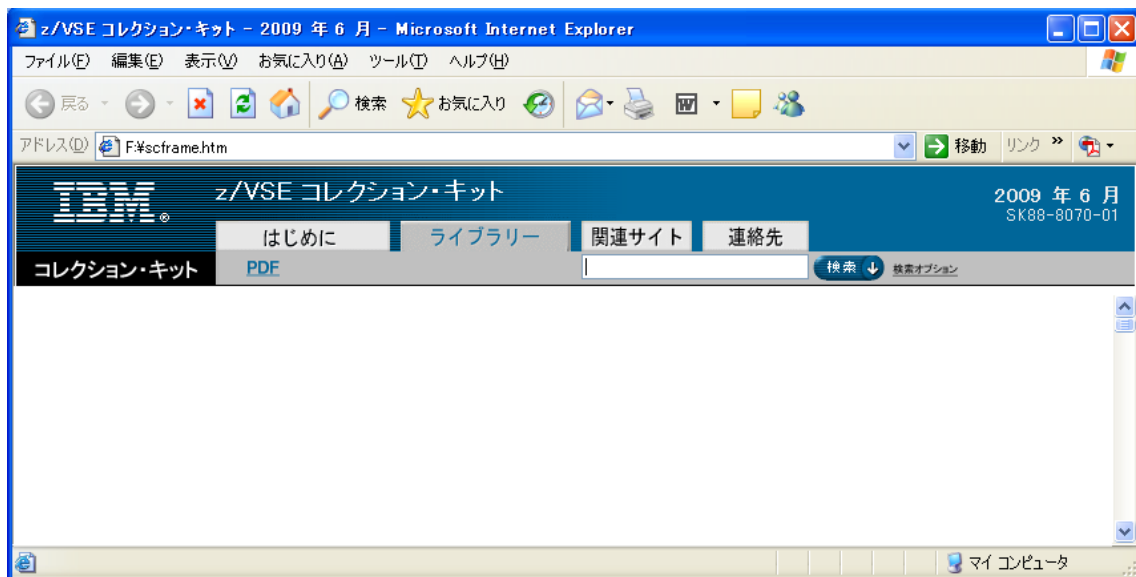 z/VSE コレクション・キット - 2009 年 6 月 - Microsoft Internet Explorer
ファイル(F) 編集(E) 表示(V) お気に入り(A) ツール(T) ヘルプ(H)
戻る 検索 お気に入り
アドレス(D) F:¥scframe.htm 移動 リンク »
IBM® z/VSE コレクション・キット 2009 年 6 月
SK88-8070-01
はじめに ライブラリー 関連サイト 連絡先
コレクション・キット PDF 検索 検索オプション
マイ コンピュータ